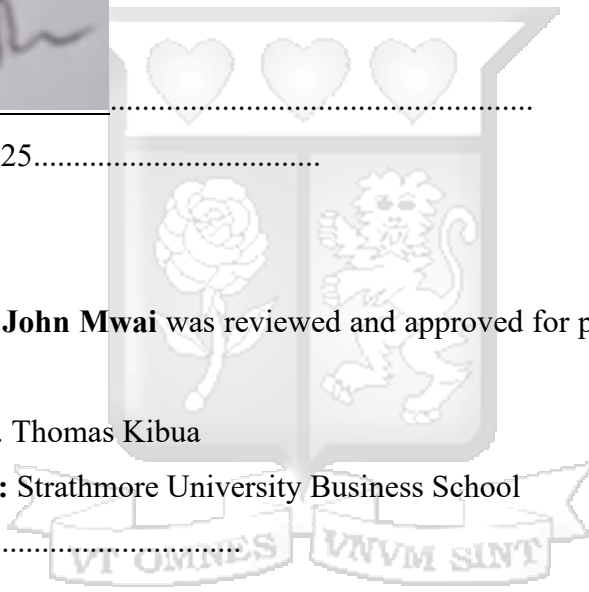 ........................................................
25....................................
John Mwai was reviewed and approved for p
. Thomas Kibua
: Strathmore University Business School
..............................
VT OMNES VNVM SINT